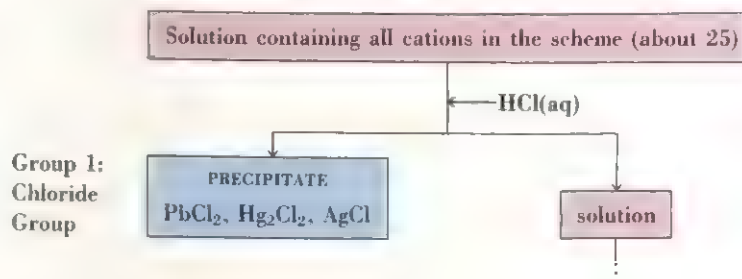 Solution containing all cations in the scheme (about 25)
HCl(aq)
Group 1:
Chloride
Group
PRECIPITATE
PbCl₂, Hg₂Cl₂, AgCl
solution